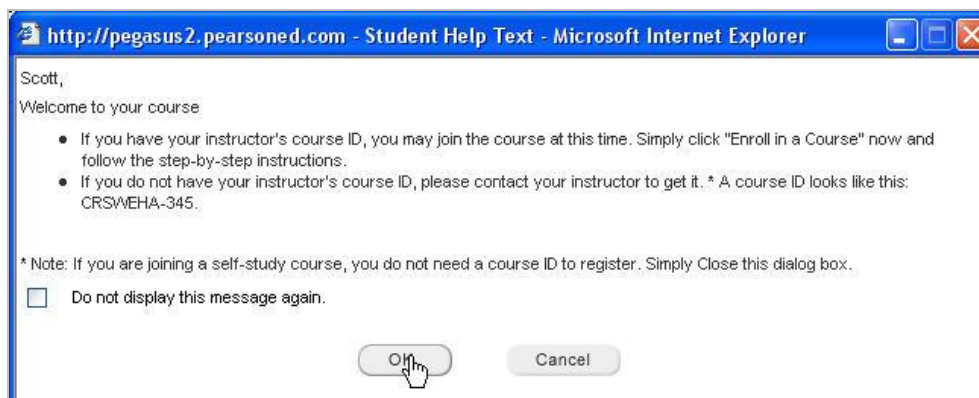 http://pegasus2.pearsoned.com - Student Help Text - Microsoft Internet Explorer
Scott,
Welcome to your course
• If you have your instructor's course ID, you may join the course at this time. Simply click "Enroll in a Course" now and
follow the step-by-step instructions.
• If you do not have your instructor's course ID, please contact your instructor to get it. * A course ID looks like this:
CRSWEHA-345.
* Note: If you are joining a self-study course, you do not need a course ID to register. Simply Close this dialog box.
Do not display this message again.
OK Cancel